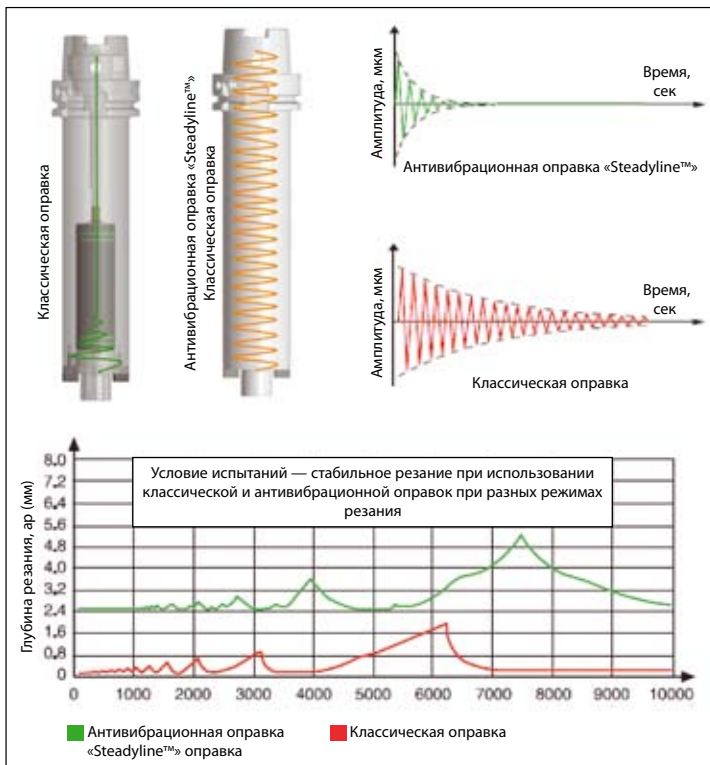 Классическая оправка
Антивибрационная оправка «Steadyline™»
Классическая оправка
Амплитуда, мкм
Время,
сек
Антивибрационная оправка «Steadyline™»
Амплитуда, мкм
Время,
сек
Классическая оправка
Глубина резания, ap (мм)
8,0
7,2
6,4
5,6
4,8
4,0
3,2
2,4
1,6
0,8
0
Условие испытаний — стабильное резание при использовании
классической и антивибрационной оправок при разных режимах
резания
0 1000 2000 3000 4000 5000 6000 7000 8000 9000 10000
Антивибрационная оправка
«Steadyline™» оправка
Классическая оправка